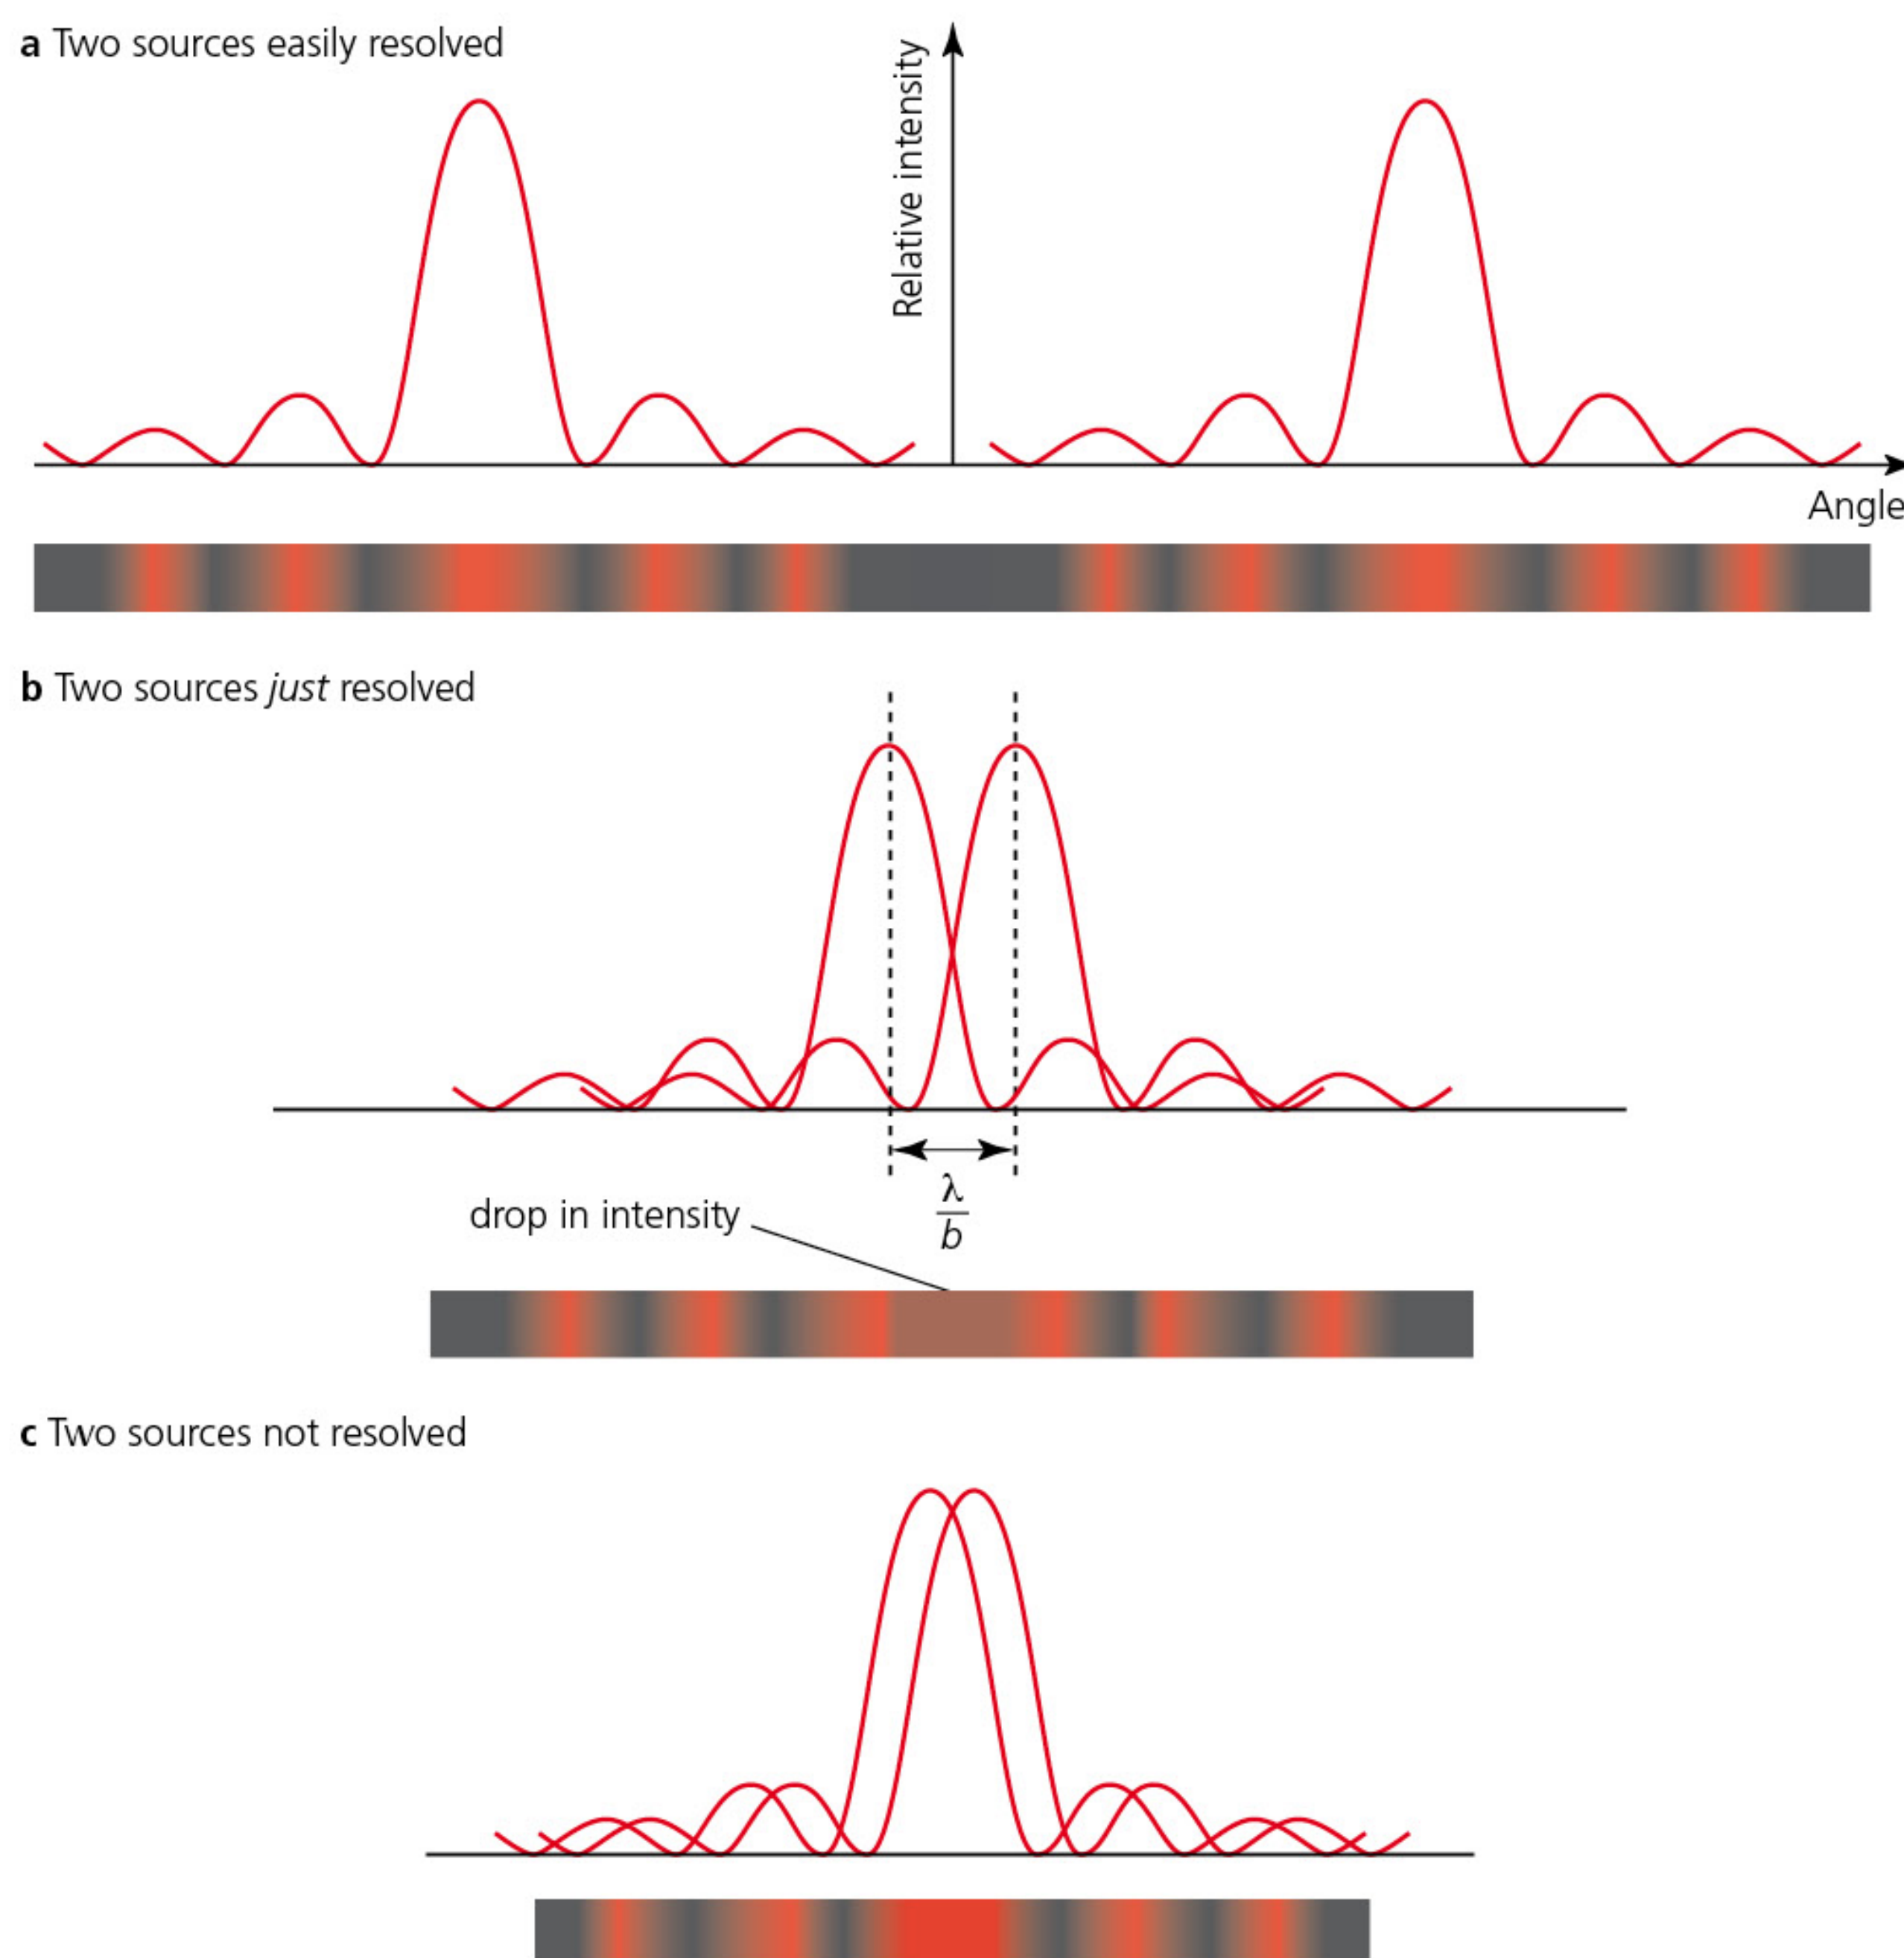 a Two sources easily resolved
Relative intensity
Angle
b Two sources just resolved
λ
b
drop in intensity
c Two sources not resolved